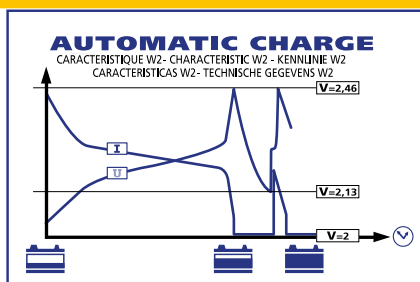 AUTOMATIC CHARGE
CARACTERISTIQUE W2- CHARACTERISTIC W2 - KENNLINIE W2
CARACTERISTICAS W2- TECHNISCHE GEGEVENS W2
V=2,46
I
U
V=2,13
V=2